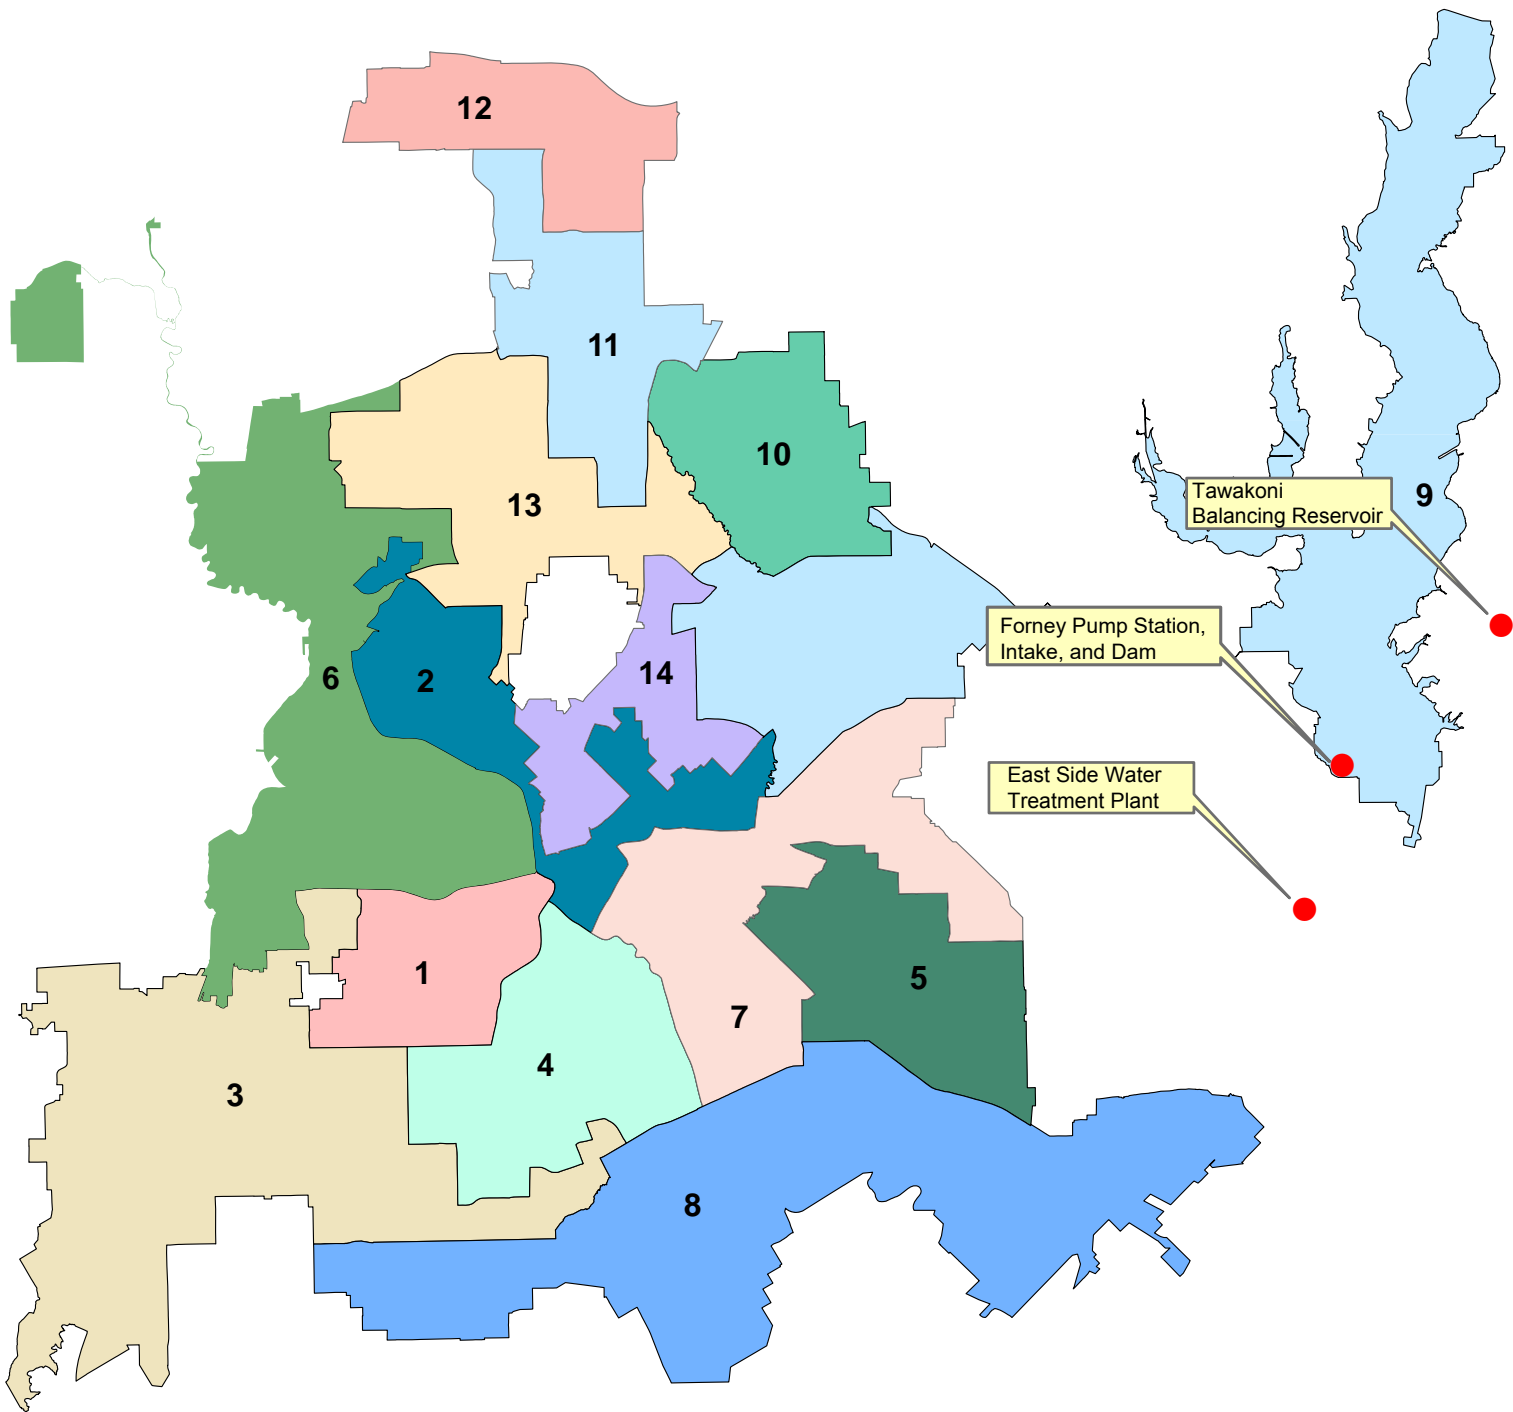 12
11
10
13
9
Tawakoni
Balancing Reservoir
Forney Pump Station,
Intake, and Dam
6
2
14
East Side Water
Treatment Plant
1
5
7
4
3
8